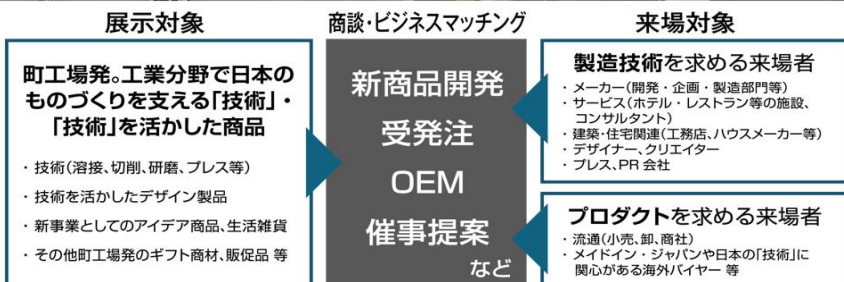 展示対象
町工場発。工業分野で日本の
ものづくりを支える「技術」・
「技術」を活かした商品
・技術(溶接、切削、研磨、プレス等)
・技術を活かしたデザイン製品
・新事業としてのアイデア商品、生活雑貨
・その他町工場発のギフト商材、販促品 等
商談・ビジネスマッチング
新商品開発
受発注
OEM
催事提案
など
来場対象
製造技術を求める来場者
・メーカー(開発・企画・製造部門等)
・サービス(ホテル・レストラン等の施設、
コンサルタント)
・建築・住宅関連(工務店、ハウスメーカー等)
・デザイナー、クリエイター
・プレス、PR 会社
プロダクトを求める来場者
・流通(小売、卸、商社)
・メイドイン・ジャパンや日本の「技術」に
関心がある海外バイヤー 等